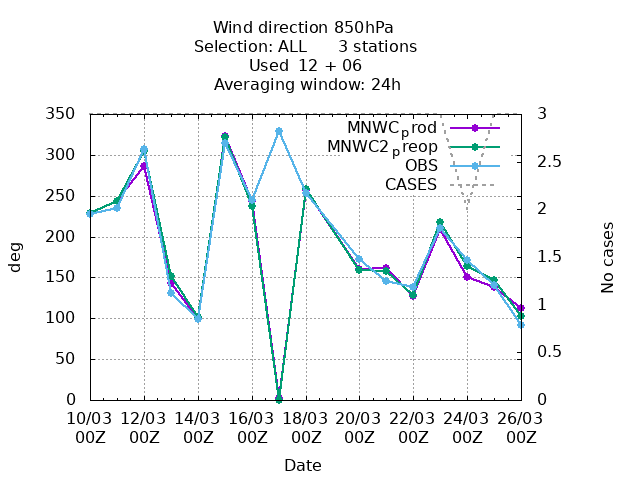 Wind direction 850hPa
Selection: ALL      3 stations
Used  12 + 06
Averaging window: 24h
350
300
250
200
150
100
50
0
deg
MNWCprod
MNWC2preop
OBS
CASES
3
2.5
2
1.5
1
0.5
0
No cases
10/03 12/03 14/03 16/03 18/03 20/03 22/03 24/03 26/03
00Z 00Z 00Z 00Z 00Z 00Z 00Z 00Z 00Z
Date